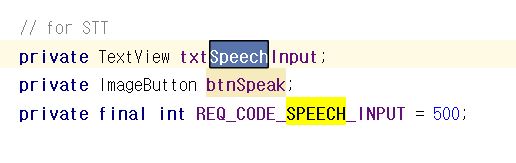 // for STT
private TextView txtSpeechInput;
private ImageButton btnSpeak;
private final int REQ_CODE_SPEECH_INPUT = 500;